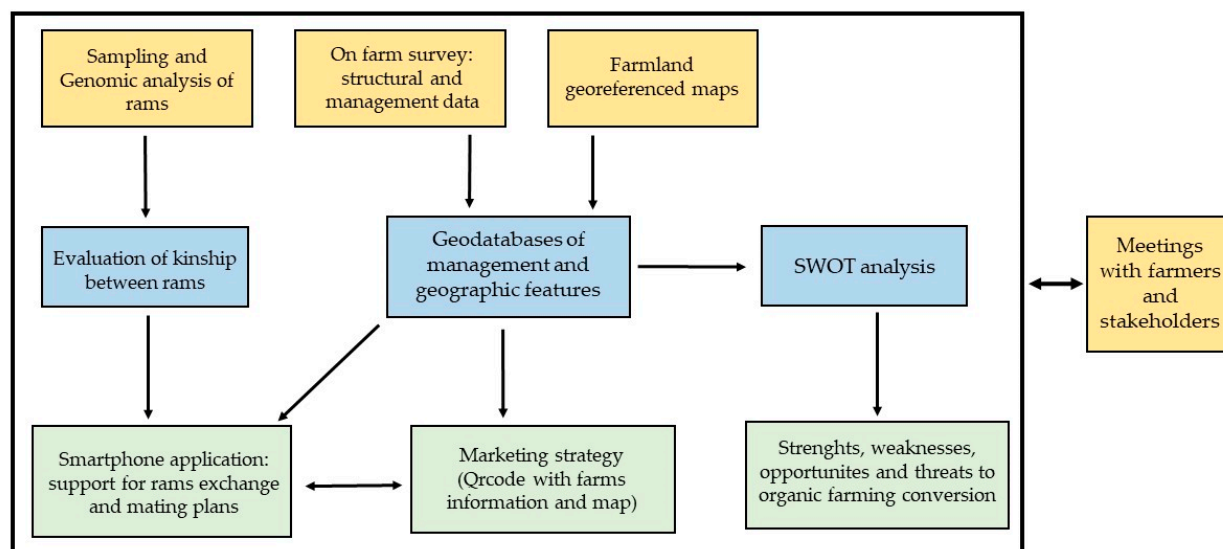 Sampling and
Genomic analysis of
rams
On farm survey:
structural and
management data
Farmland
georeferenced maps
Evaluation of kinship
between rams
Geodatabases of
management and
geographic features
SWOT analysis
Meetings
with farmers
and
stakeholders
Smartphone application:
support for rams exchange
and mating plans
Marketing strategy
(Qrcode with farms
information and map)
Strenghts, weaknesses,
opportunites and threats to
organic farming conversion